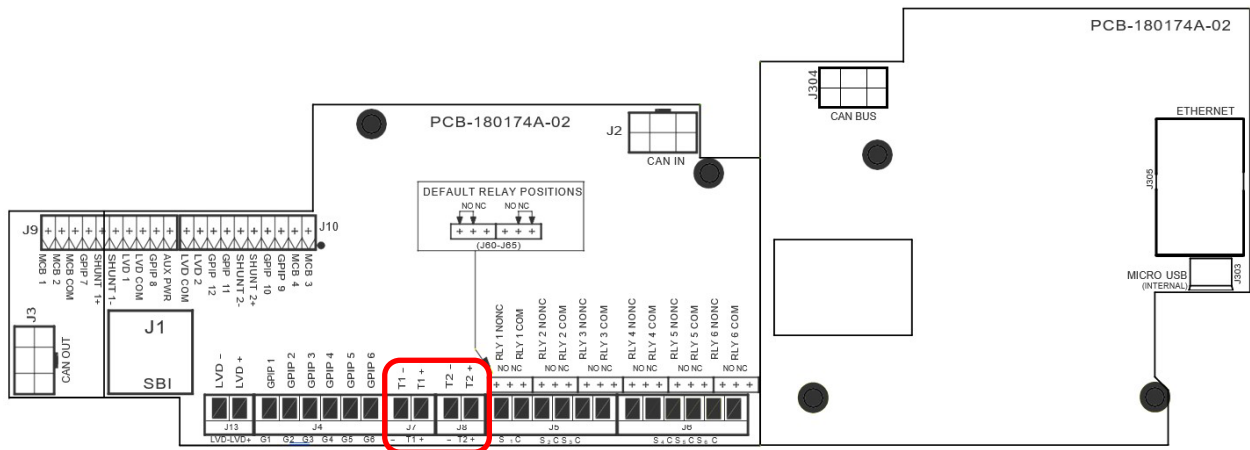 PCB-180174A-02
J304
CAN BUS
ETHERNET
J305
MICRO USB
(INTERNAL)
J303
PCB-180174A-02
J2
CAN IN
DEFAULT RELAY POSITIONS
NO NC NO NC
(J60-J65)
J9
J10
MCB 1
MCB 2
MCB COM
GPIP 7
SHUNT 1+
SHUNT 1-
LVD 1
LVD COM
GPIP 8
AUX PWR
LVD COM
LVD 2
GPIP 12
GPIP 11
SHUNT 2-
SHUNT 2+
GPIP 10
GPIP 9
MCB 4
MCB 3
J3
CAN OUT
J1
SBI
LVD -
LVD +
GPIP 1
GPIP 2
GPIP 3
GPIP 4
GPIP 5
GPIP 6
T1 -
T1 +
T2 -
T2 +
RLY 1 NONC
RLY 1 COM
RLY 2 NONC
RLY 2 COM
RLY 3 NONC
RLY 3 COM
RLY 4 NONC
RLY 4 COM
RLY 5 NONC
RLY 5 COM
RLY 6 NONC
RLY 6 COM
NO NC NO NC NO NC NO NC NO NC NO NC
J13 J4 J7 J8 J5 J6
LVD-LVD+ G1 G2 G3 G4 G5 G6 - T1 + - T2 + S 1 C S 2 C S 3 C S 4 C S 5 C S 6 C